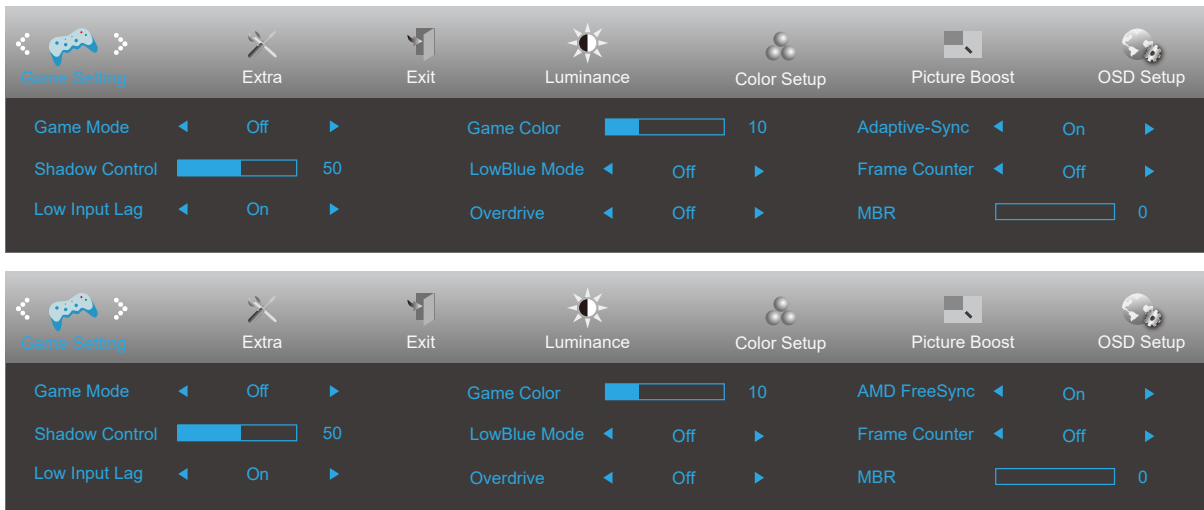 Game Setting Extra Exit Luminance Color Setup Picture Boost OSD Setup
Game Mode Off Game Color 10 Adaptive-Sync On
Shadow Control 50 LowBlue Mode Off Frame Counter Off
Low Input Lag On Overdrive Off MBR 0
Game Setting Extra Exit Luminance Color Setup Picture Boost OSD Setup
Game Mode Off Game Color 10 AMD FreeSync On
Shadow Control 50 LowBlue Mode Off Frame Counter Off
Low Input Lag On Overdrive Off MBR 0